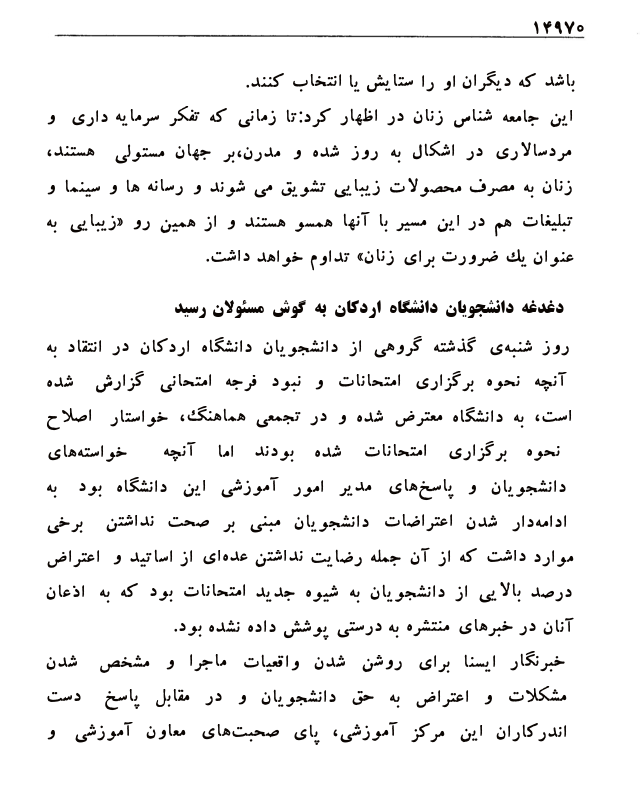 ۱۴۹۷۰
باشد که دیگران او را ستایش یا انتخاب کنند.
این جامعه شناس زنان در اظهار کرد:تا زمانی که تفکر سرمایه داری و
مردسالاری در اشکال به روز شده و مدرن،بر جهان مستولی هستند،
زنان به مصرف محصولات زیبایی تشویق می شوند و رسانه ها و سینما و
تبلیغات هم در این مسیر با آنها همسو هستند و از همین رو «زیبایی به
عنوان یك ضرورت برای زنان» تداوم خواهد داشت.
دغدغه دانشجویان دانشگاه اردکان به گوش مسئولان رسید
روز شنبه‌ی گذشته گروهی از دانشجویان دانشگاه اردکان در انتقاد به
آنچه نحوه برگزاری امتحانات و نبود فرجه امتحانی گزارش شده
است، به دانشگاه معترض شده و در تجمعی هماهنگ، خواستار اصلاح
نحوه برگزاری امتحانات شده بودند اما آنچه خواسته‌های
دانشجویان و پاسخ‌های مدیر امور آموزشی این دانشگاه بود به
ادامه‌دار شدن اعتراضات دانشجویان مبنی بر صحت نداشتن برخی
موارد داشت که از آن جمله رضایت نداشتن عده‌ای از اساتید و اعتراض
درصد بالایی از دانشجویان به شیوه جدید امتحانات بود که به اذعان
آنان در خبرهای منتشره به درستی پوشش داده نشده بود.
خبرنگار ایسنا برای روشن شدن واقعیات ماجرا و مشخص شدن
مشکلات و اعتراض به حق دانشجویان و در مقابل پاسخ دست
اندرکاران این مرکز آموزشی، پای صحبت‌های معاون آموزشی و